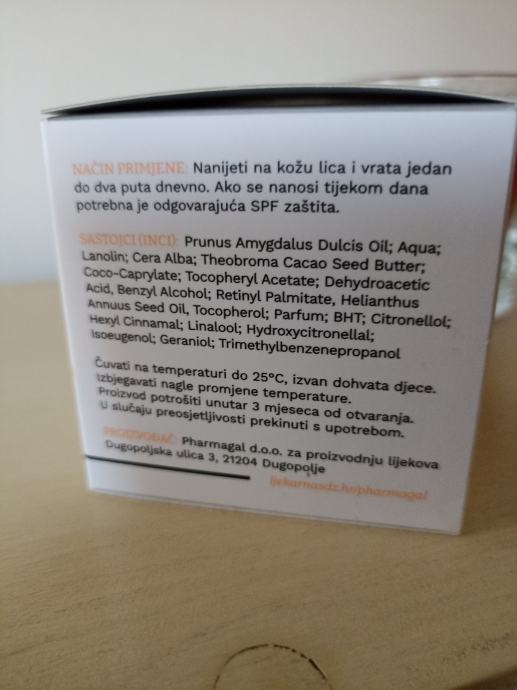 NAČIN PRIMJENE: Nanijeti na kožu lica i vrata jedan
do dva puta dnevno. Ako se nanosi tijekom dana
potrebna je odgovarajuća SPF zaštita.
SASTOJCI (INCI): Prunus Amygdalus Dulcis Oil; Aqua;
Lanolin; Cera Alba; Theobroma Cacao Seed Butter;
Coco-Caprylate; Tocopheryl Acetate; Dehydroacetic
Acid, Benzyl Alcohol; Retinyl Palmitate, Helianthus
Annuus Seed Oil, Tocopherol; Parfum; BHT; Citronellol;
Hexyl Cinnamal; Linalool; Hydroxycitronellal;
Isoeugenol; Geraniol; Trimethylbenzenepropanol
Čuvati na temperaturi do 25°C, izvan dohvata djece.
Izbjegavati nagle promjene temperature.
Proizvod potrošiti unutar 3 mjeseca od otvaranja.
U slučaju preosjetljivosti prekinuti s upotrebom.
PROIZVOĐAČ: Pharmagal d.o.o. za proizvodnju lijekova
Dugopoljska ulica 3, 21204 Dugopolje
ljekarnasdz.hr/pharmagal